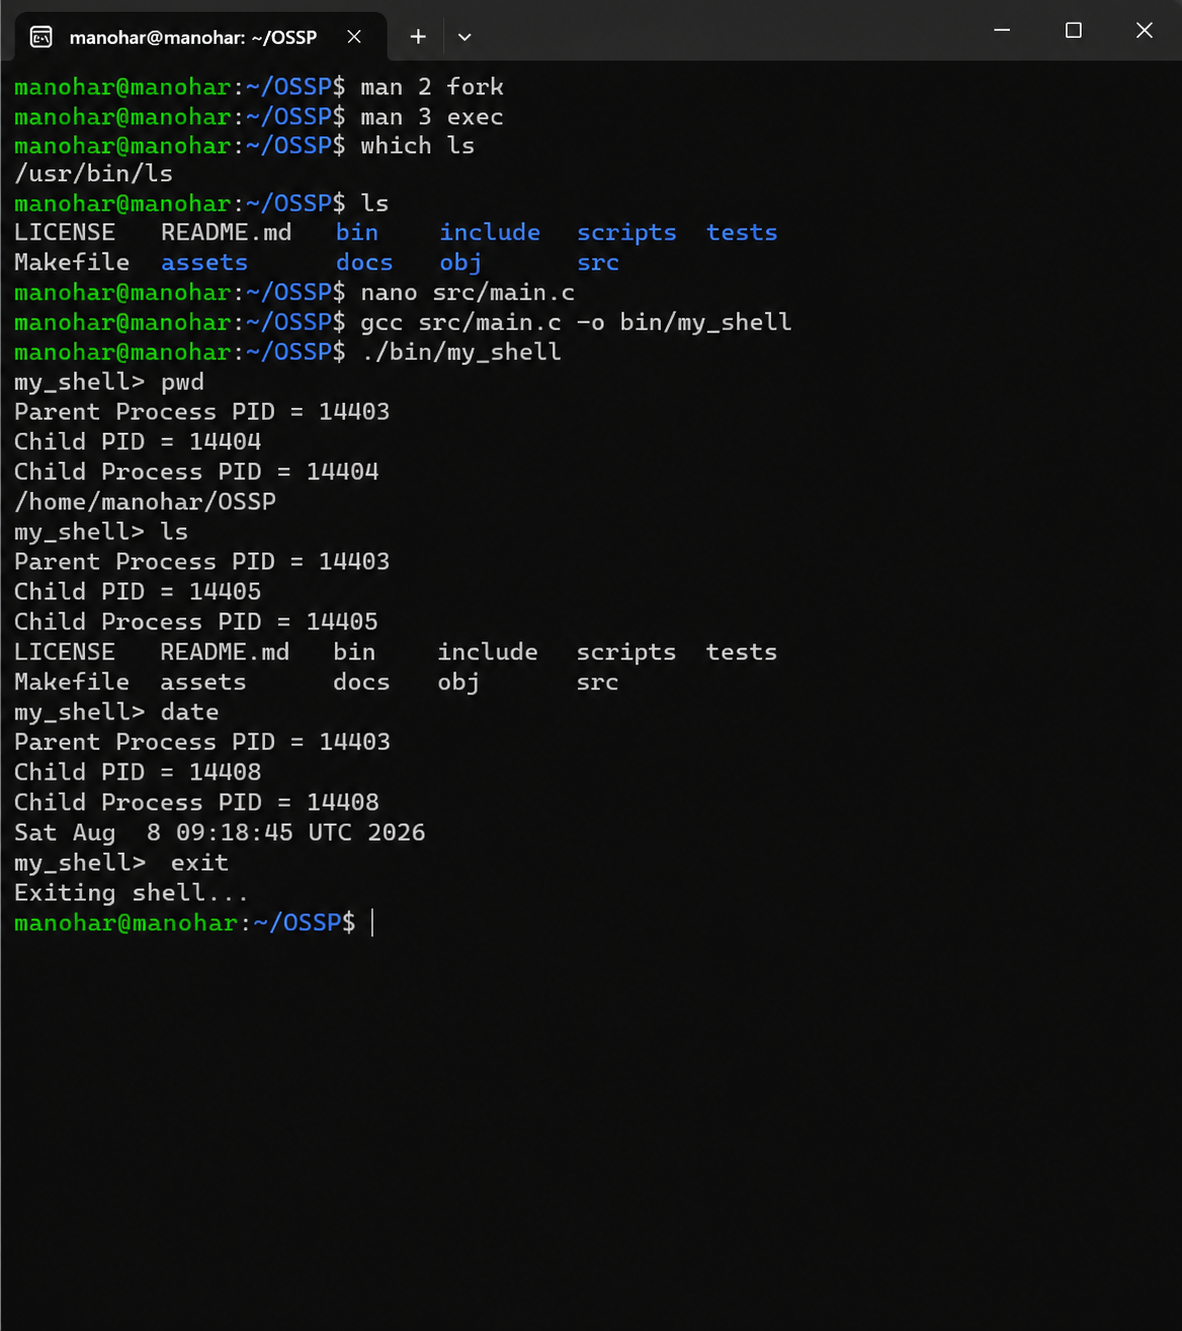 manohar@manohar: ~/OSSP
manohar@manohar:~/OSSP$ man 2 fork
manohar@manohar:~/OSSP$ man 3 exec
manohar@manohar:~/OSSP$ which ls
/usr/bin/ls
manohar@manohar:~/OSSP$ ls
LICENSE   README.md   bin    include   scripts  tests
Makefile  assets      docs   obj       src
manohar@manohar:~/OSSP$ nano src/main.c
manohar@manohar:~/OSSP$ gcc src/main.c -o bin/my_shell
manohar@manohar:~/OSSP$ ./bin/my_shell
my_shell> pwd
Parent Process PID = 14403
Child PID = 14404
Child Process PID = 14404
/home/manohar/OSSP
my_shell> ls
Parent Process PID = 14403
Child PID = 14405
Child Process PID = 14405
LICENSE   README.md   bin    include   scripts  tests
Makefile  assets      docs   obj       src
my_shell> date
Parent Process PID = 14403
Child PID = 14408
Child Process PID = 14408
Sat Aug  8 09:18:45 UTC 2026
my_shell>  exit
Exiting shell...
manohar@manohar:~/OSSP$